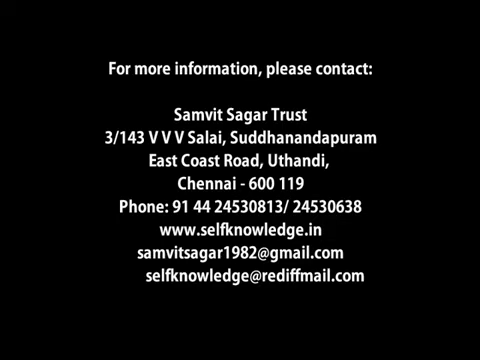 For more information, please contact:
Samvit Sagar Trust
3/143 V V V Salai, Suddhanandapuram
East Coast Road, Uthandi,
Chennai - 600 119
Phone: 91 44 24530813/ 24530638
www.selfknowledge.in
samvitsagar1982@gmail.com
selfknowledge@rediffmail.com